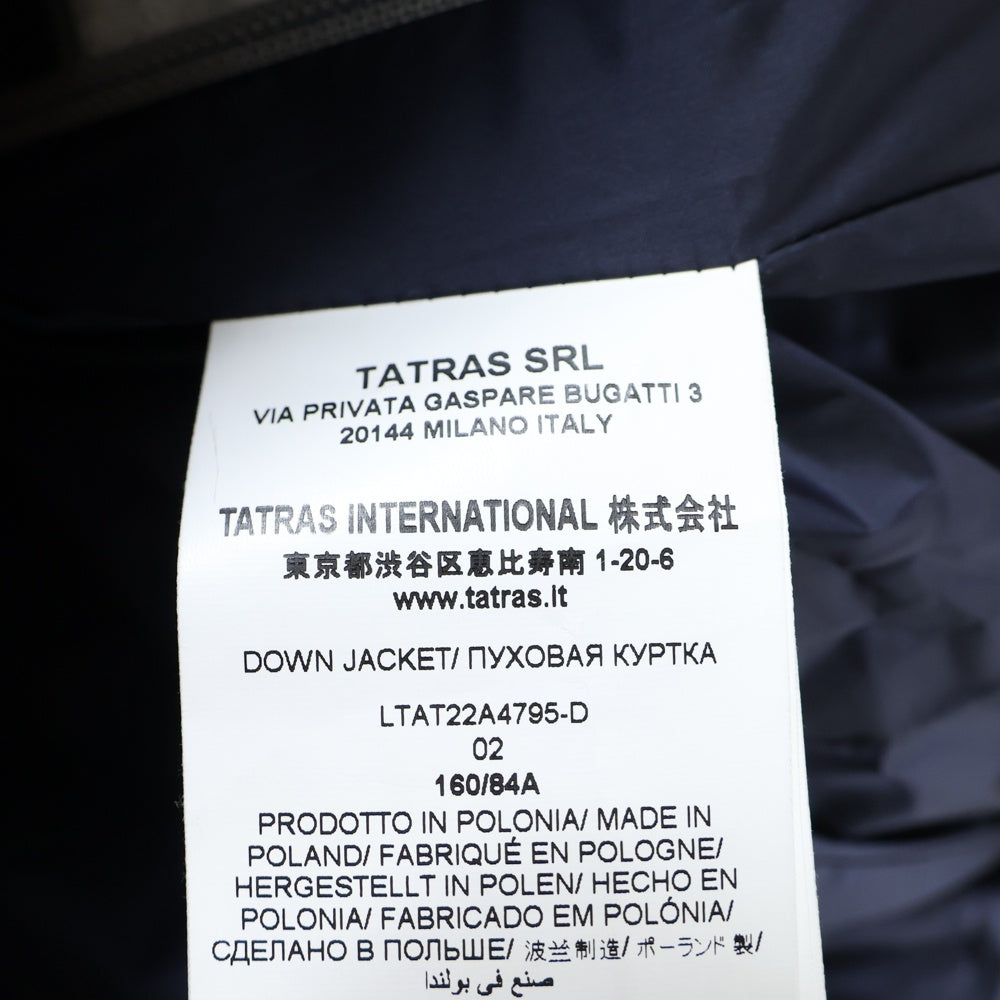 TATRAS SRL
VIA PRIVATA GASPARE BUGATTI 3
20144 MILANO ITALY
TATRAS INTERNATIONAL 株式会社
東京都渋谷区恵比寿南 1-20-6
www.tatras.it
DOWN JACKET/ ПУХОВАЯ КУРТКА
LTAT22A4795-D
02
160/84A
PRODOTTO IN POLONIA/ MADE IN
POLAND/ FABRIQUÉ EN POLOGNE/
HERGESTELLT IN POLEN/ HECHO EN
POLONIA/ FABRICADO EM POLÓNIA/
СДЕЛАНО В ПОЛЬШЕ/ 波兰制造/ ポーランド 製/
صنع في بولندا